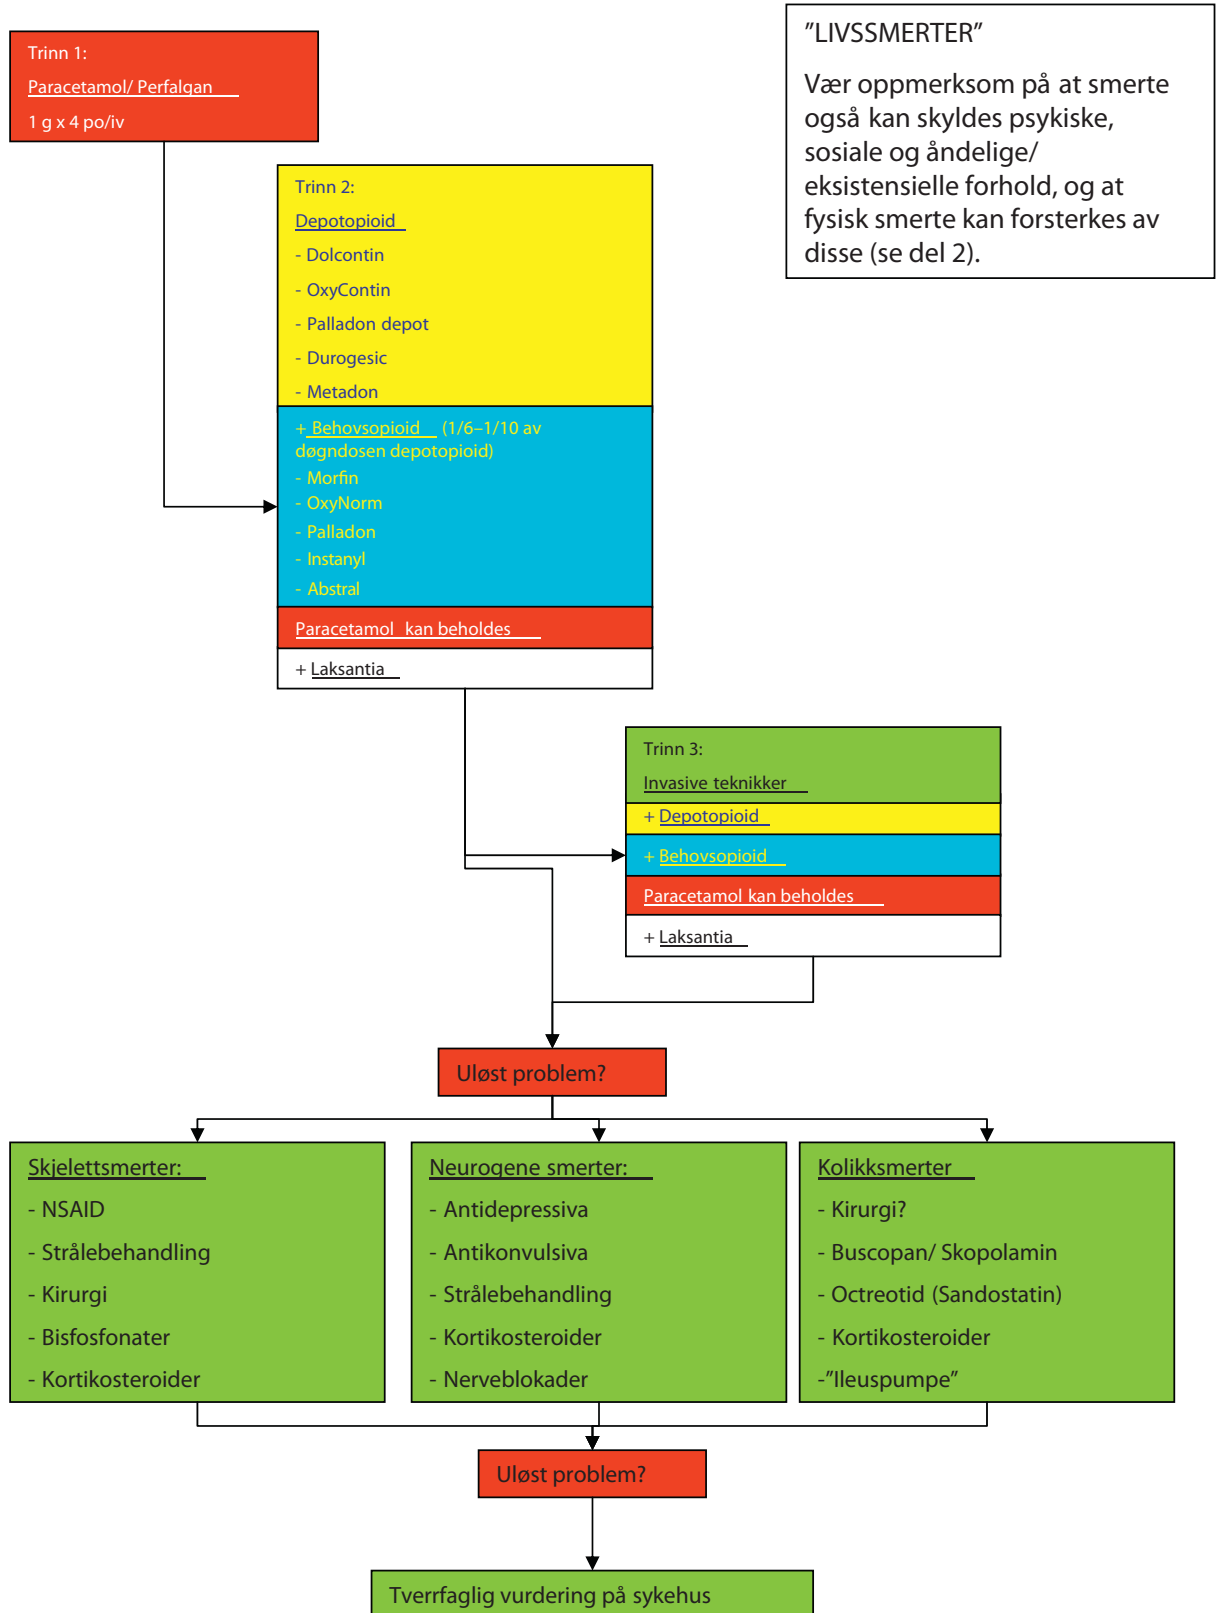 Trinn 1:
Paracetamol/ Perfalgan
1 g x 4 po/iv
"LIVSSMERTER"
Vær oppmerksom på at smerte
også kan skyldes psykiske,
sosiale og åndelige/
eksistensielle forhold, og at
fysisk smerte kan forsterkes av
disse (se del 2).
Trinn 2:
Depotopioid
- Dolcontin
- OxyContin
- Palladon depot
- Durogesic
- Metadon
+ Behovsopioid (1/6–1/10 av
døgndosen depotopioid)
- Morfin
- OxyNorm
- Palladon
- Instanyl
- Abstral
Paracetamol kan beholdes
+ Laksantia
Trinn 3:
Invasive teknikker
+ Depotopioid
+ Behovsopioid
Paracetamol kan beholdes
+ Laksantia
Uløst problem?
Skjelettsmerter:
- NSAID
- Strålebehandling
- Kirurgi
- Bisfosfonater
- Kortikosteroider
Neurogene smerter:
- Antidepressiva
- Antikonvulsiva
- Strålebehandling
- Kortikosteroider
- Nerveblokader
Kolikksmerter
- Kirurgi?
- Buscopan/ Skopolamin
- Octreotid (Sandostatin)
- Kortikosteroider
-"Ileuspumpe"
Uløst problem?
Tverrfaglig vurdering på sykehus